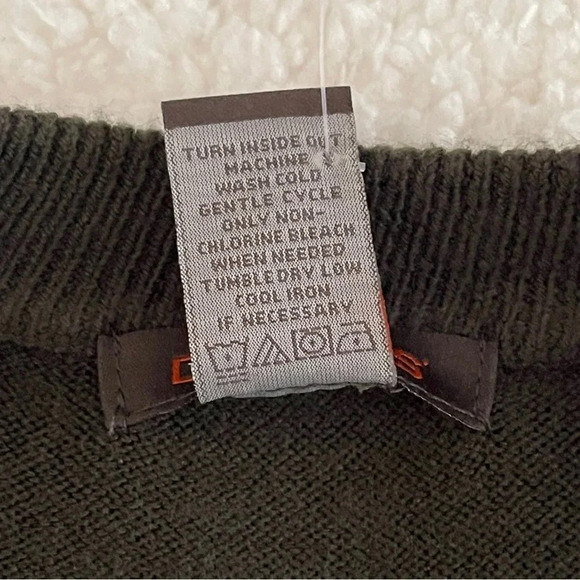 TURN INSIDE OUT
MACHINE
WASH COLD
GENTLE CYCLE
ONLY NON-
CHLORINE BLEACH
WHEN NEEDED
TUMBLE DRY LOW
COOL IRON
IF NECESSARY